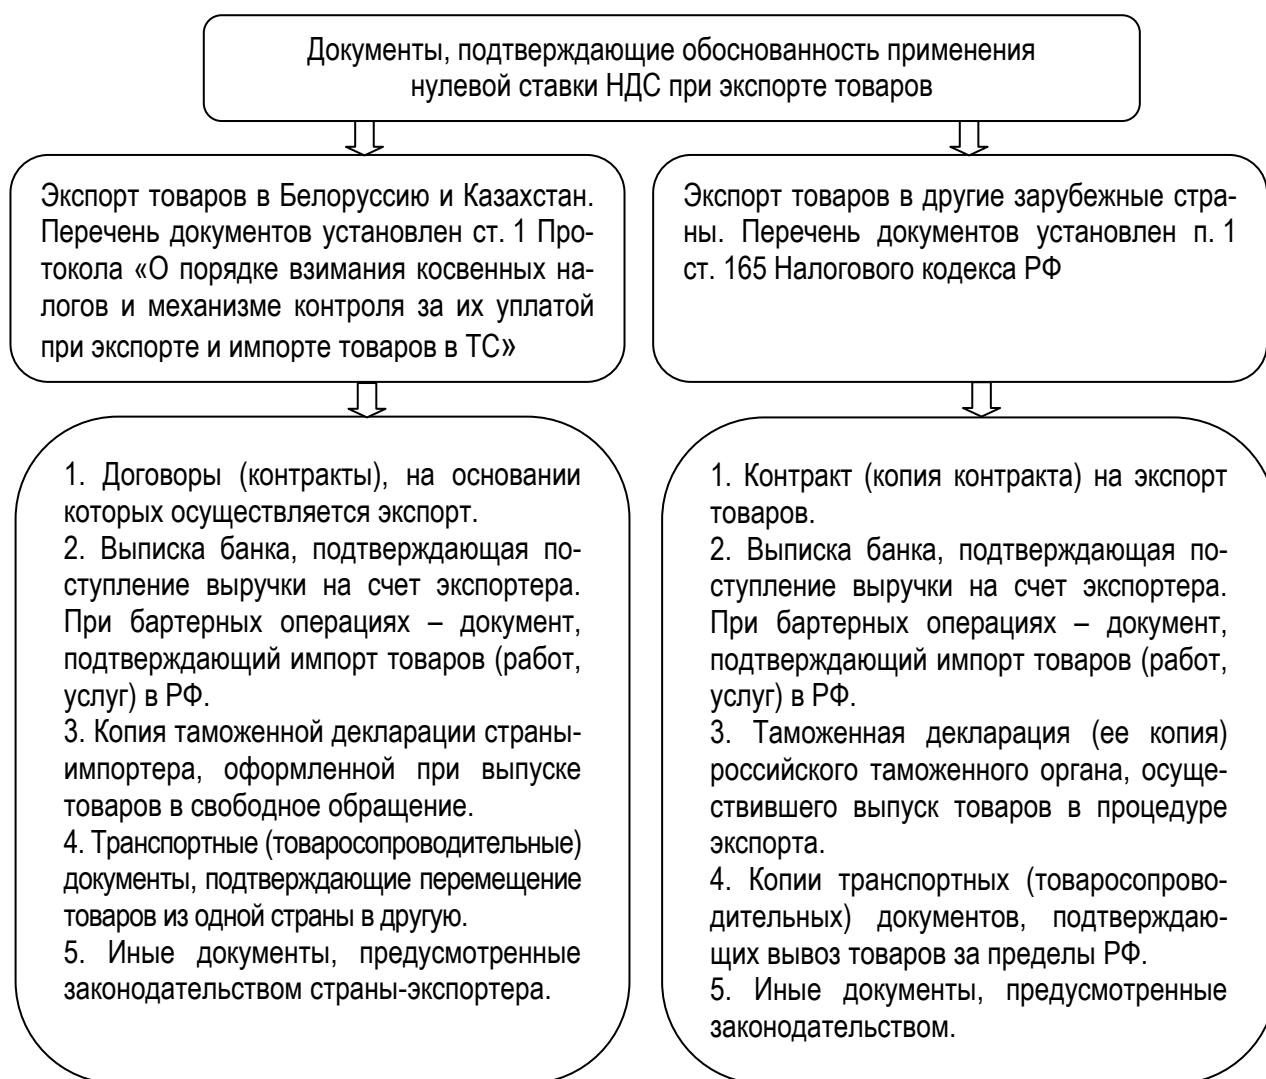 Документы, подтверждающие обоснованность применения
нулевой ставки НДС при экспорте товаров
Экспорт товаров в Белоруссию и Казахстан.
Перечень документов установлен ст. 1 Про-
токола «О порядке взимания косвенных на-
логов и механизме контроля за их уплатой
при экспорте и импорте товаров в ТС»
Экспорт товаров в другие зарубежные стра-
ны. Перечень документов установлен п. 1
ст. 165 Налогового кодекса РФ
1. Договоры (контракты), на основании
которых осуществляется экспорт.
2. Выписка банка, подтверждающая по-
ступление выручки на счет экспортера.
При бартерных операциях – документ,
подтверждающий импорт товаров (работ,
услуг) в РФ.
3. Копия таможенной декларации страны-
импортера, оформленной при выпуске
товаров в свободное обращение.
4. Транспортные (товаросопроводительные)
документы, подтверждающие перемещение
товаров из одной страны в другую.
5. Иные документы, предусмотренные
законодательством страны-экспортера.
1. Контракт (копия контракта) на экспорт
товаров.
2. Выписка банка, подтверждающая по-
ступление выручки на счет экспортера.
При бартерных операциях – документ,
подтверждающий импорт товаров (работ,
услуг) в РФ.
3. Таможенная декларация (ее копия)
российского таможенного органа, осуще-
ствившего выпуск товаров в процедуре
экспорта.
4. Копии транспортных (товаросопрово-
дительных) документов, подтверждаю-
щих вывоз товаров за пределы РФ.
5. Иные документы, предусмотренные
законодательством.